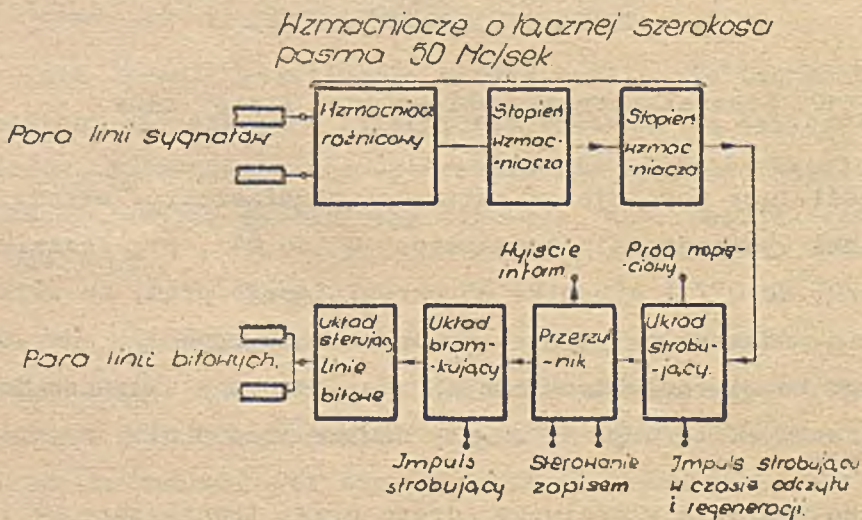 Wzmacniacze o łącznej szerokości
pasma 50 Mc/sek
Para linii sygnałów
Wzmacniacz
różnicowy
Stopień
wzmac-
-niacza
Stopień
wzmac
-niacza
Wyjście
inform
Próg napię-
-ciowy
Para linii bitowych.
Układ
sterując
linie
bitowe
Układ
bram-
-kujący
Przerzut
-nik
Układ
strobu-
-jący.
Impuls
strobujący
Sterowanie
zapisem
Impuls strobujący
w czasie odczytu
i regeneracji.